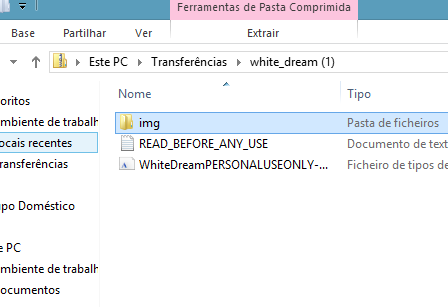 Ferramentas de Pasta Comprimida
Base Partilhar Ver Extrair
Este PC Transferências white_dream (1)
Nome Tipo
oritos
mbiente de trabalh
ocais recentes
ransferências
upo Doméstico
e PC
mbiente de trabalh
ocumentos
img Pasta de ficheiros
READ_BEFORE_ANY_USE Documento de text
WhiteDreamPERSONALUSEONLY-... Ficheiro de tipos de